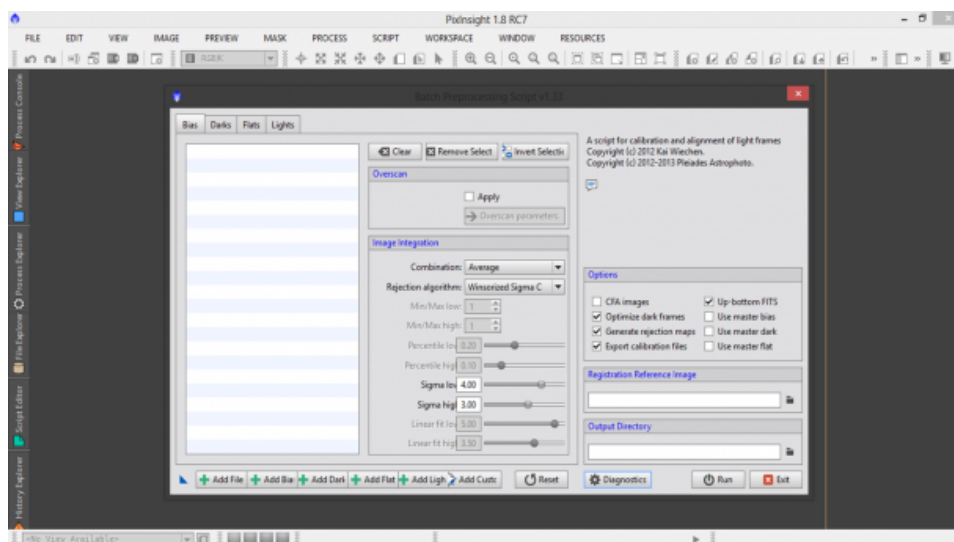 PixInsight 1.8 RC7
FILE EDIT VIEW IMAGE PREVIEW MASK PROCESS SCRIPT WORKSPACE WINDOW RESOURCES
RGB/K
Process Console
View Explorer
Process Explorer
File Explorer
Script Editor
History Explorer
Batch Preprocessing Script v1.33
Bias Darks Flats Lights
Clear Remove Select Invert Selectio
Overscan
Apply
Overscan parameters.
Image Integration
Combination: Average
Rejection algorithm: Winsorized Sigma C
Min/Max low: 1
Min/Max high: 1
Percentile lo 0.20
Percentile hig 0.10
Sigma lo 4.00
Sigma hig 3.00
Linear fit lo 5.00
Linear fit hig 3.50
A script for calibration and alignment of light frames
Copyright (c) 2012 Kai Wiechen.
Copyright (c) 2012-2013 Pleiades Astrophoto.
Options
CFA images Up-bottom FITS
Optimize dark frames Use master bias
Generate rejection maps Use master dark
Export calibration files Use master flat
Registration Reference Image
Output Directory
Add File Add Bia Add Dark Add Flat Add Ligh Add Custo Reset Diagnostics Run Exit
<No View Available>